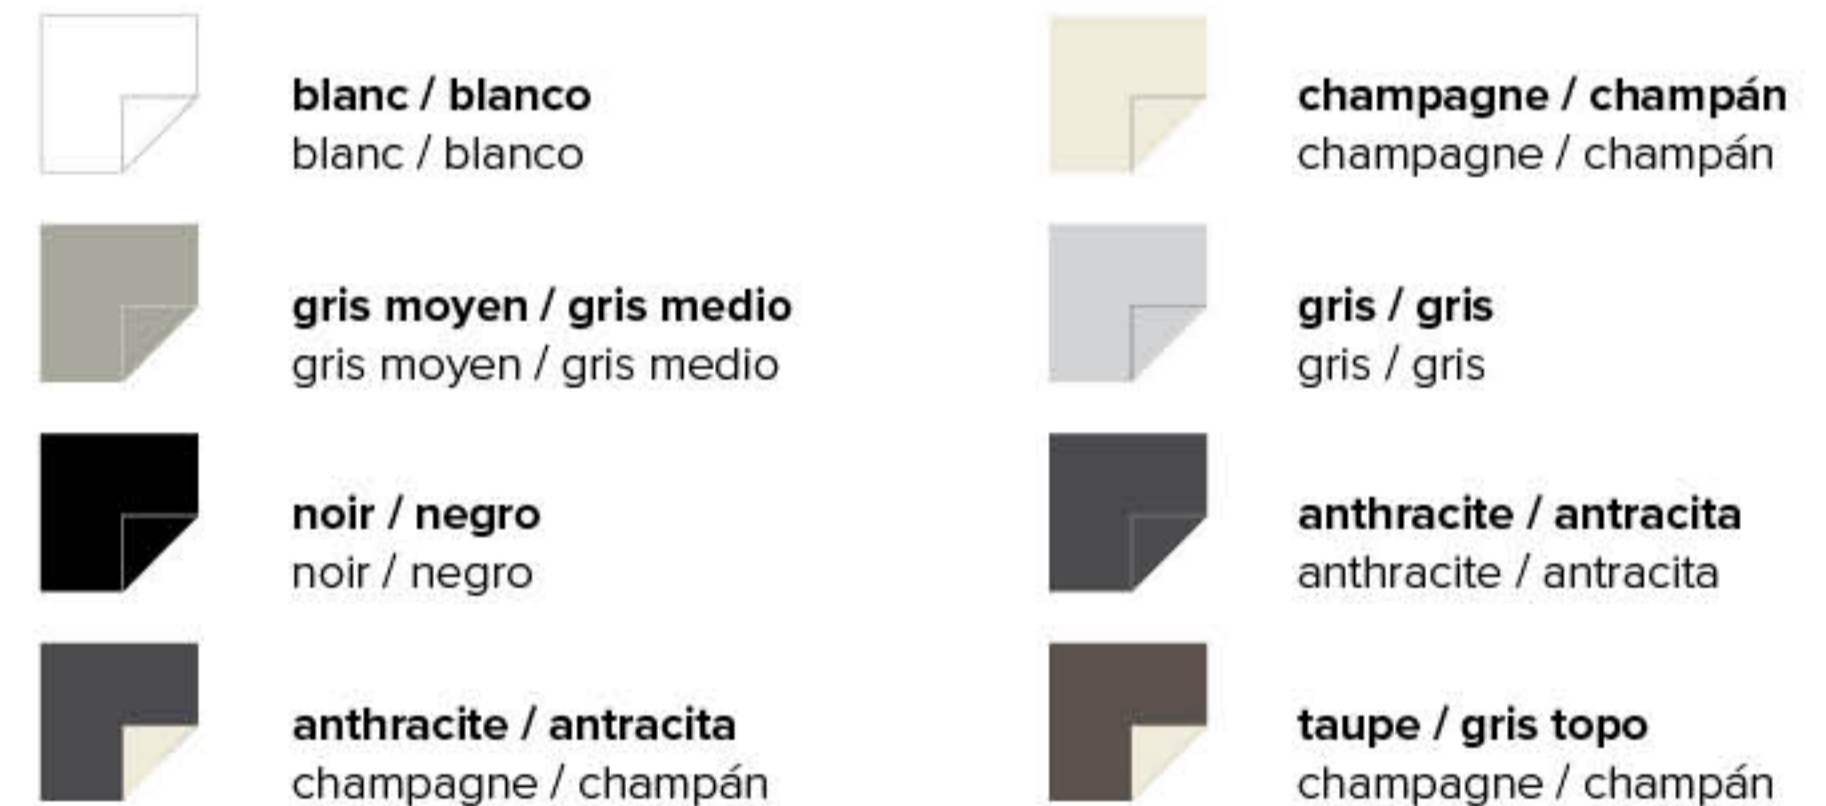 blanc / blanco
blanc / blanco
champagne / champán
champagne / champán
gris moyen / gris medio
gris moyen / gris medio
gris / gris
gris / gris
noir / negro
noir / negro
anthracite / antracita
anthracite / antracita
anthracite / antracita
champagne / champán
taupe / gris topo
champagne / champán